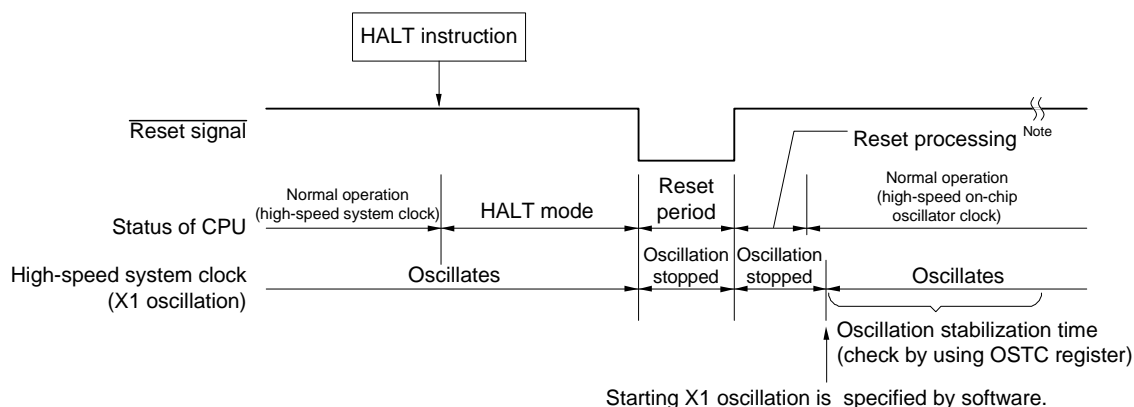 HALT instruction
Reset signal
Reset processing Note
Normal operation
(high-speed system clock)
HALT mode
Reset
period
Normal operation
(high-speed on-chip
oscillator clock)
Status of CPU
High-speed system clock
(X1 oscillation)
Oscillates
Oscillation
stopped
Oscillation
stopped
Oscillates
Oscillation stabilization time
(check by using OSTC register)
Starting X1 oscillation is specified by software.